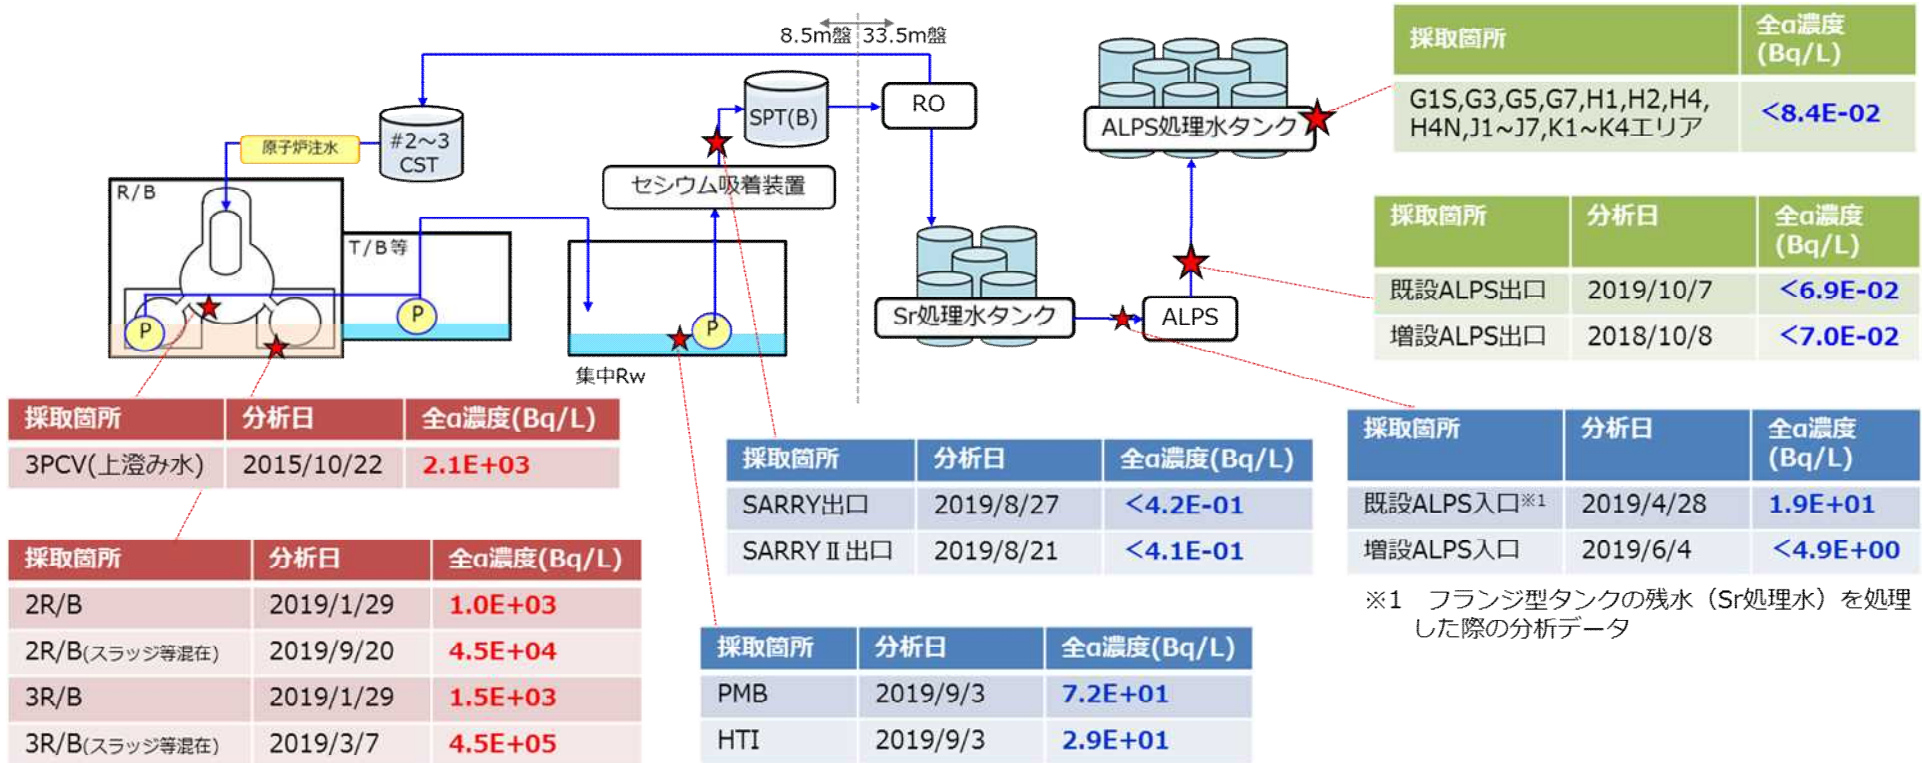 8.5m盤 33.5m盤
原子炉注水
#2～3
CST
SPT(B)
RO
セシウム吸着装置
R/B
T/B等
P
P
P
集中Rw
Sr処理水タンク
ALPS
ALPS処理水タンク
採取箇所 全α濃度
(Bq/L)
G1S,G3,G5,G7,H1,H2,H4,
H4N,J1~J7,K1~K4エリア
<8.4E-02
採取箇所 分析日 全α濃度
(Bq/L)
既設ALPS出口 2019/10/7 <6.9E-02
増設ALPS出口 2018/10/8 <7.0E-02
採取箇所 分析日 全α濃度(Bq/L)
3PCV(上澄み水) 2015/10/22 2.1E+03
採取箇所 分析日 全α濃度(Bq/L)
2R/B 2019/1/29 1.0E+03
2R/B(スラッジ等混在) 2019/9/20 4.5E+04
3R/B 2019/1/29 1.5E+03
3R/B(スラッジ等混在) 2019/3/7 4.5E+05
採取箇所 分析日 全α濃度(Bq/L)
SARRY出口 2019/8/27 <4.2E-01
SARRYⅡ出口 2019/8/21 <4.1E-01
採取箇所 分析日 全α濃度(Bq/L)
PMB 2019/9/3 7.2E+01
HTI 2019/9/3 2.9E+01
採取箇所 分析日 全α濃度
(Bq/L)
既設ALPS入口※1 2019/4/28 1.9E+01
増設ALPS入口 2019/6/4 <4.9E+00
※1 フランジ型タンクの残水（Sr処理水）を処理
した際の分析データ